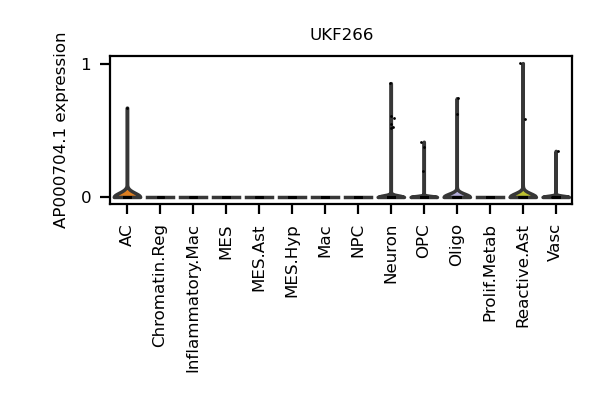 UKF266
AP000704.1 expression
1
0
AC
Chromatin.Reg
Inflammatory.Mac
MES
MES.Ast
MES.Hyp
Mac
NPC
Neuron
OPC
Oligo
Prolif.Metab
Reactive.Ast
Vasc